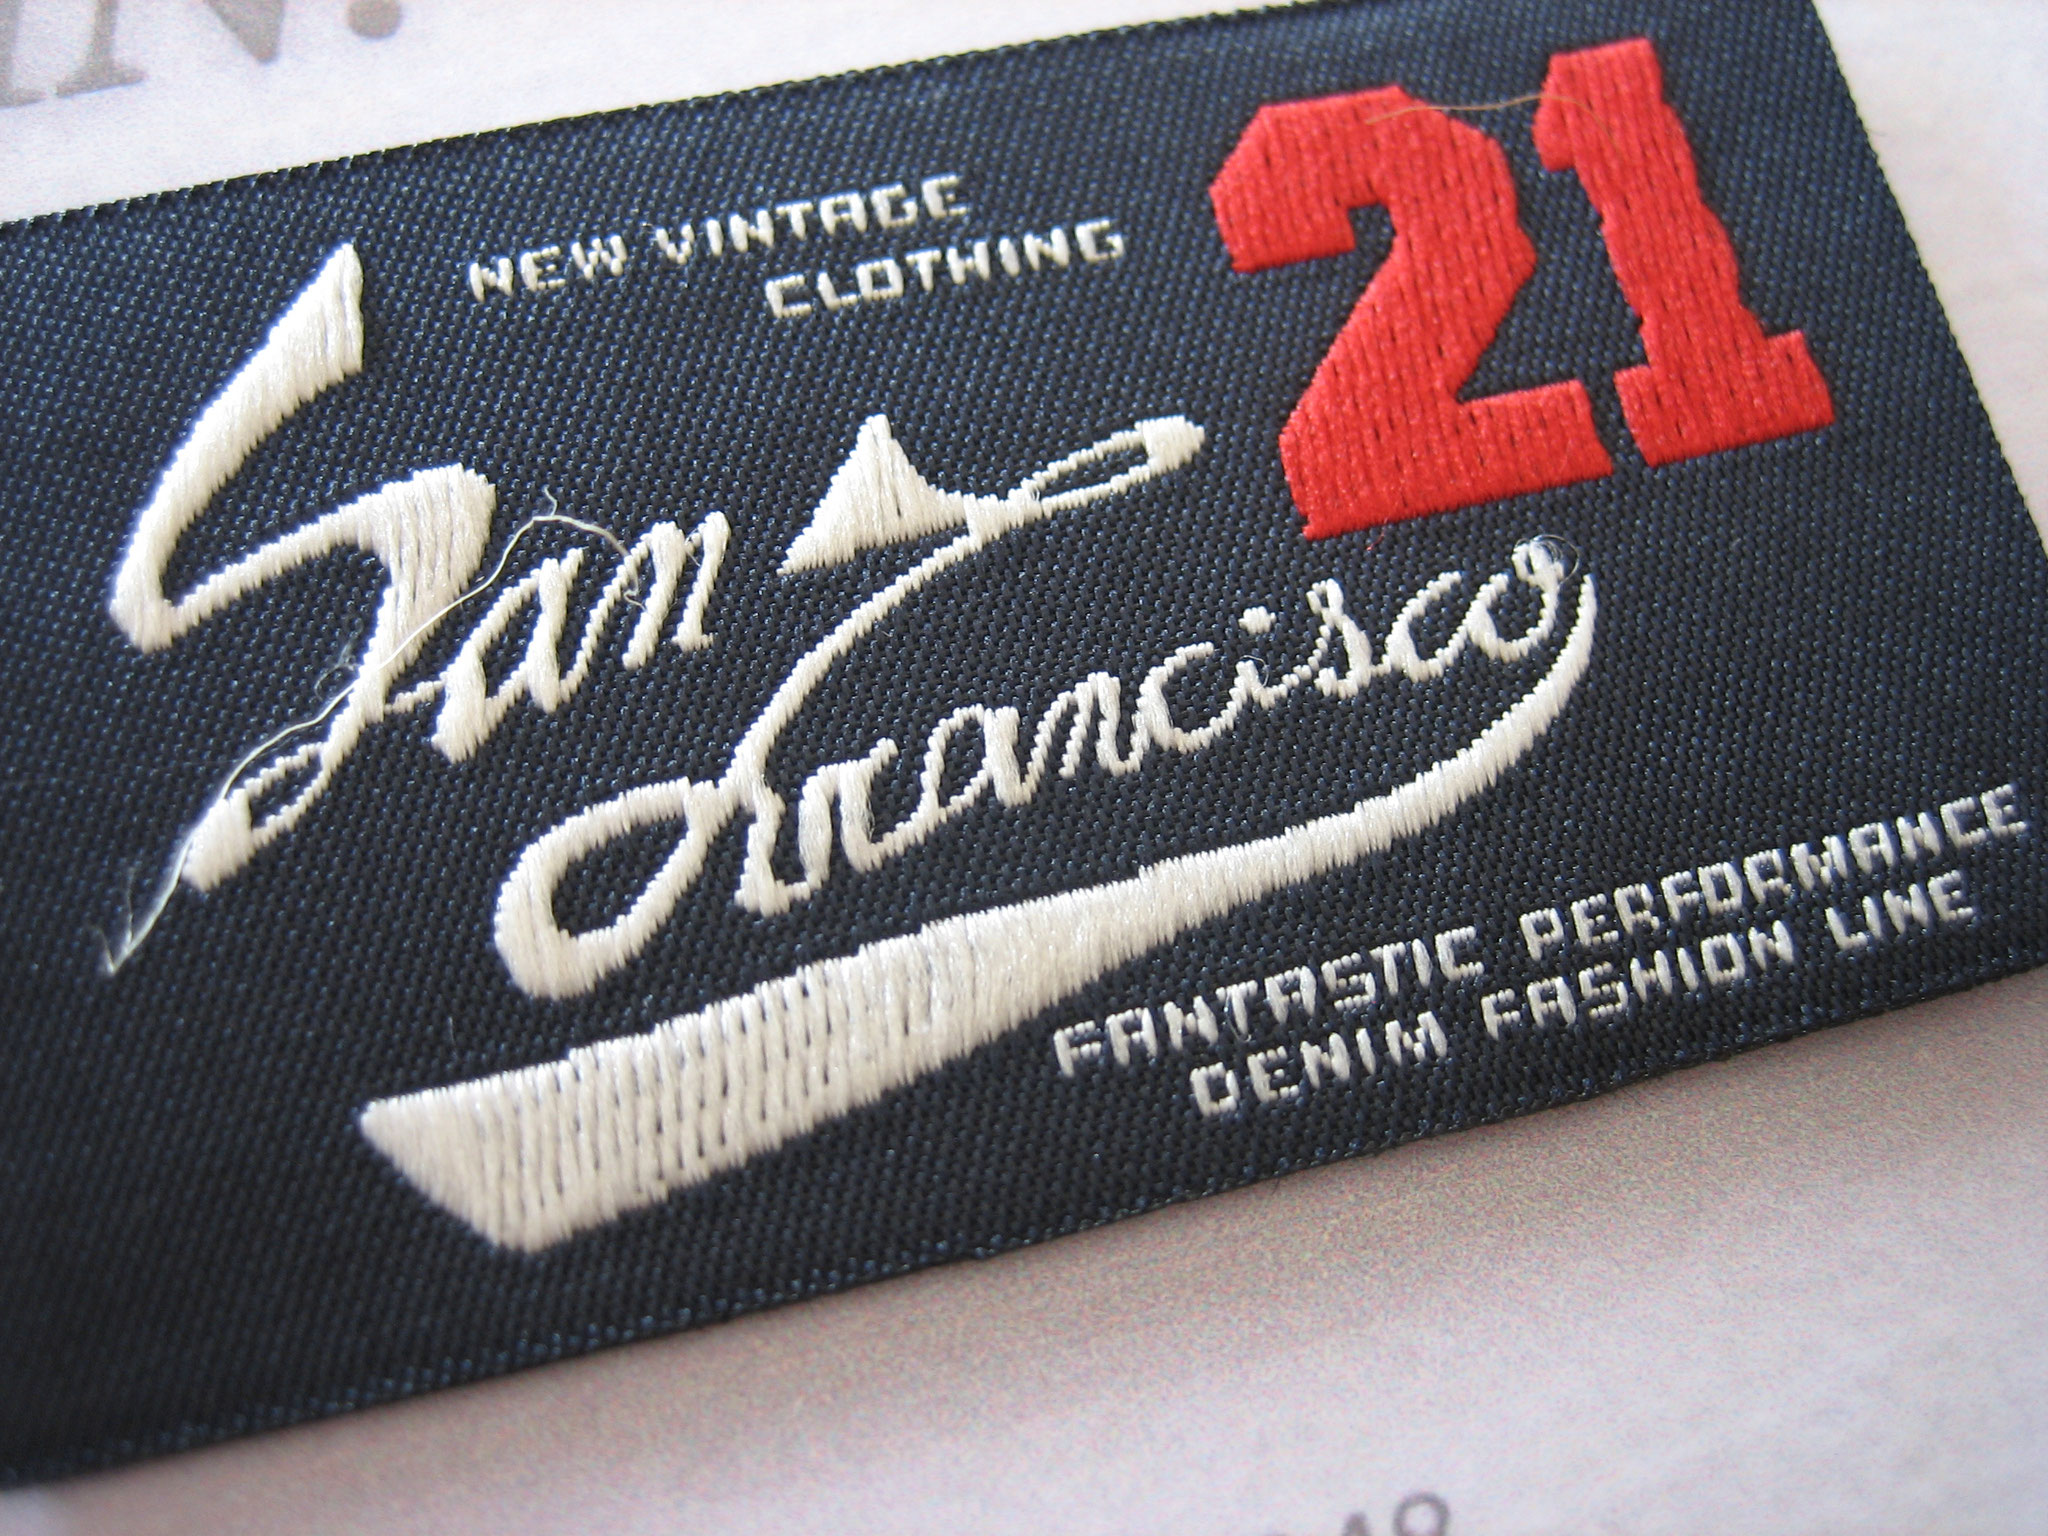 NEW VINTAGE
CLOTHING
21
San
Francisco
FANTASTIC PERFORMANCE
DENIM FASHION LINE